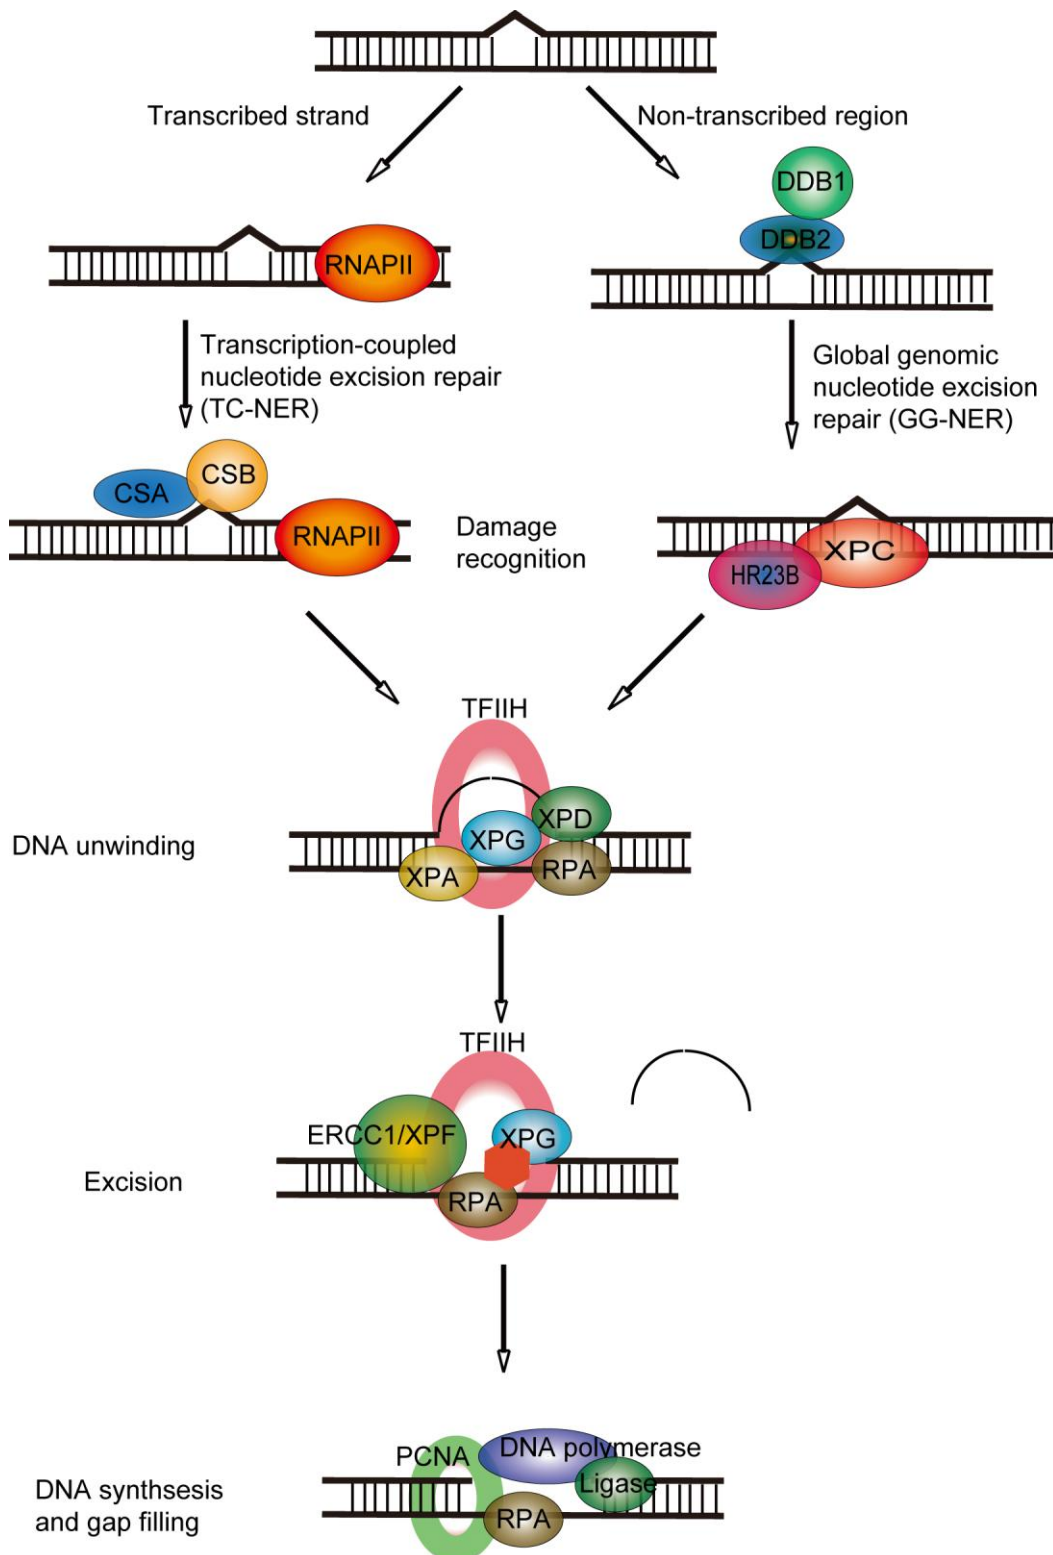 Transcribed strand
Non-transcribed region
DDB1
DDB2
RNAPII
Transcription-coupled
nucleotide excision repair
(TC-NER)
Global genomic
nucleotide excision
repair (GG-NER)
CSA
CSB
RNAPII
Damage
recognition
XPC
HR23B
TFIIH
DNA unwinding
XPG
XPD
XPA
RPA
TFIIH
ERCC1/XPF
XPG
Excision
RPA
PCNA
DNA polymerase
Ligase
DNA synthsesis
and gap filling
RPA